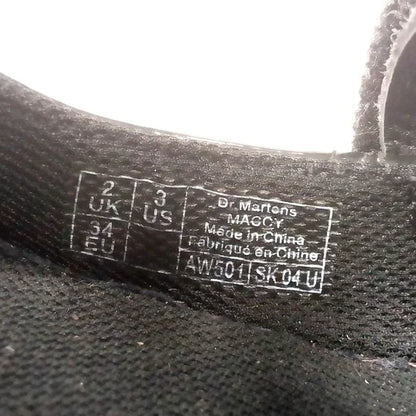 2 UK
3 US
34 EU
Dr.Martens
MACCY
Made in China
Fabriqué en Chine
AW501 SK04U